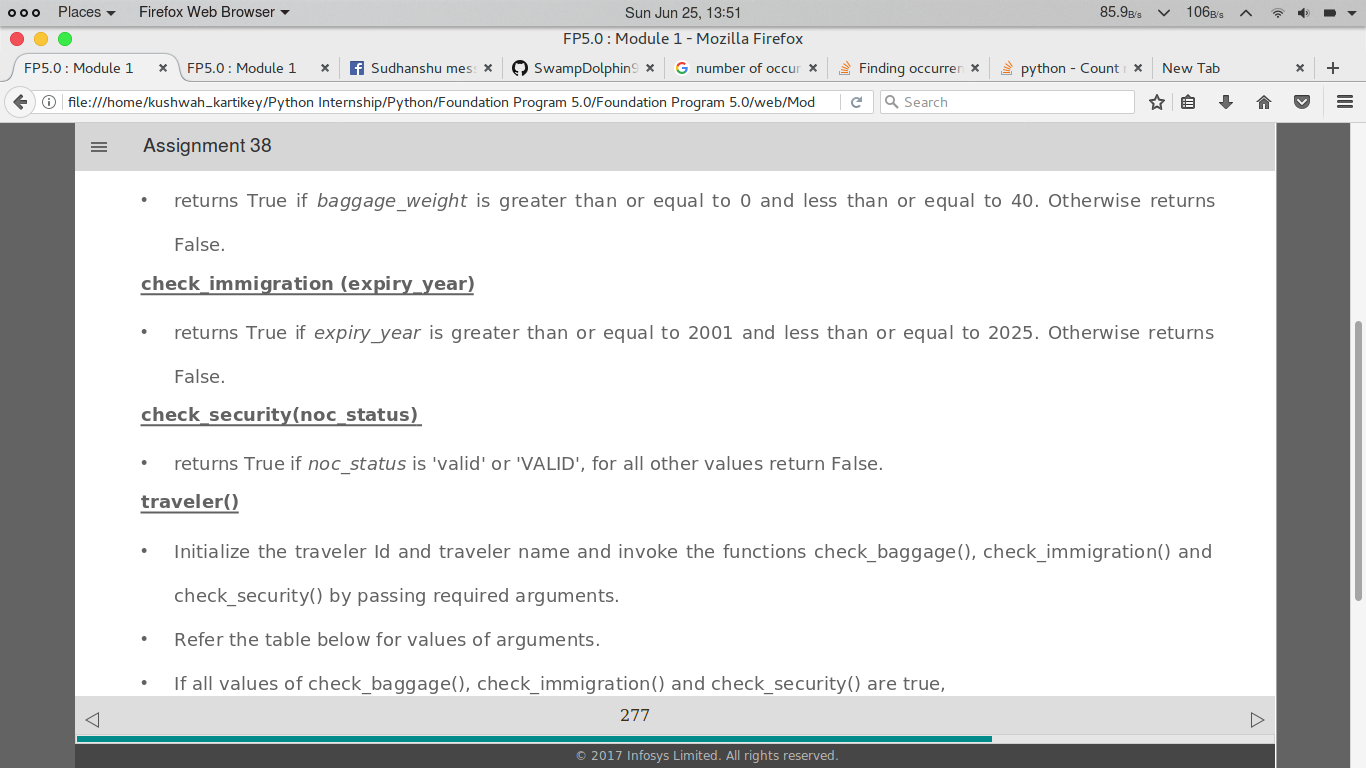 Places
Firefox Web Browser
Sun Jun 25, 13:51
85.9B/s
106B/s
FP5.0 : Module 1 - Mozilla Firefox
FP5.0 : Module 1
FP5.0 : Module 1
Sudhanshu mes
SwampDolphin9
number of occur
Finding occurren
python - Count
New Tab
file:///home/kushwah_kartikey/Python Internship/Python/Foundation Program 5.0/Foundation Program 5.0/web/Mod
Search
Assignment 38
• returns True if baggage_weight is greater than or equal to 0 and less than or equal to 40. Otherwise returns
False.
check_immigration (expiry_year)
• returns True if expiry_year is greater than or equal to 2001 and less than or equal to 2025. Otherwise returns
False.
check_security(noc_status)
• returns True if noc_status is 'valid' or 'VALID', for all other values return False.
traveler()
• Initialize the traveler Id and traveler name and invoke the functions check_baggage(), check_immigration() and
check_security() by passing required arguments.
• Refer the table below for values of arguments.
• If all values of check_baggage(), check_immigration() and check_security() are true,
277
© 2017 Infosys Limited. All rights reserved.